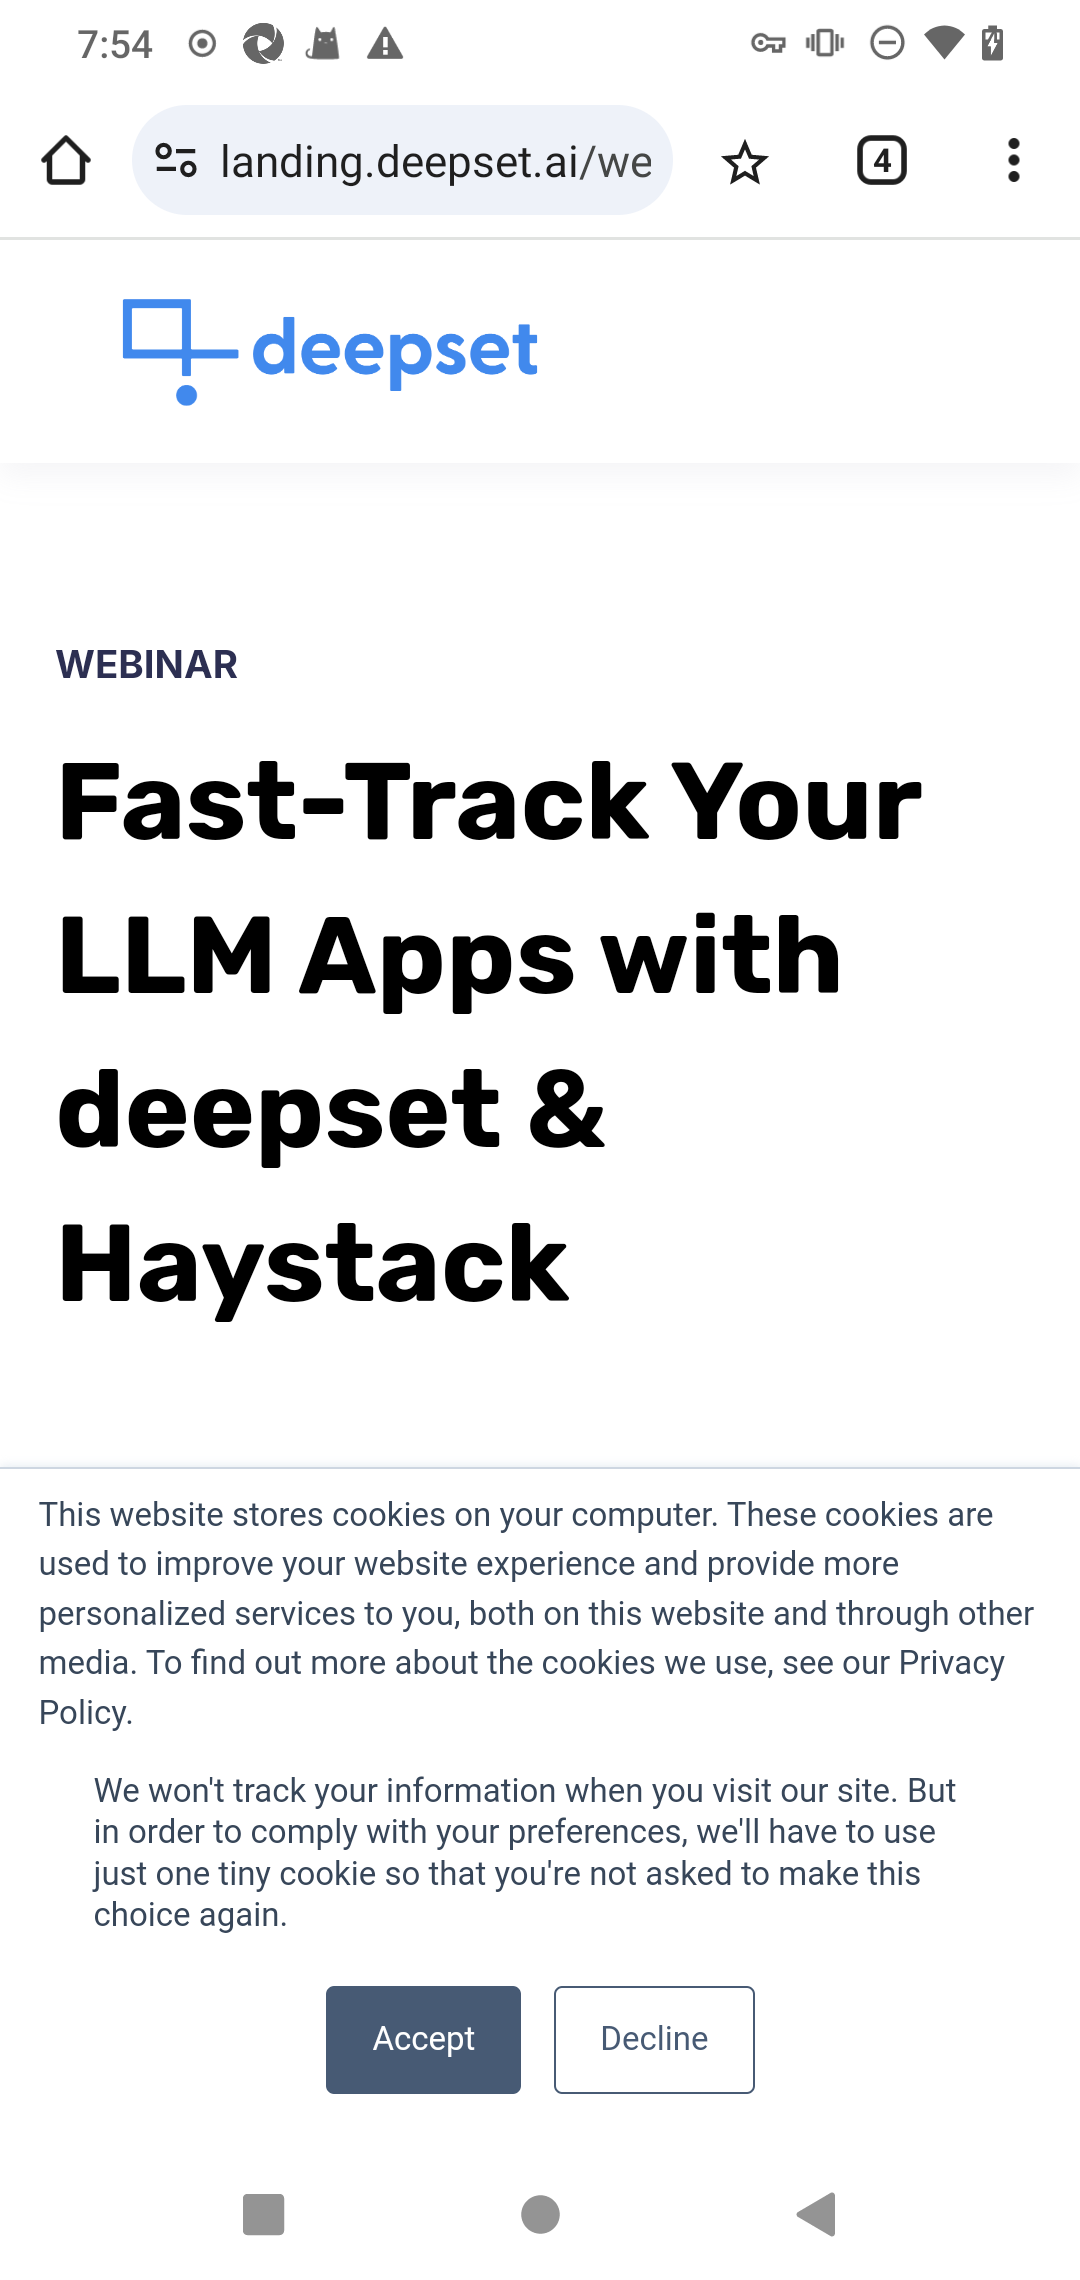 7:54
landing.deepset.ai/we
4
deepset
WEBINAR
Fast-Track Your
LLM Apps with
deepset &
Haystack
This website stores cookies on your computer. These cookies are
used to improve your website experience and provide more
personalized services to you, both on this website and through other
media. To find out more about the cookies we use, see our Privacy
Policy.
We won't track your information when you visit our site. But
in order to comply with your preferences, we'll have to use
just one tiny cookie so that you're not asked to make this
choice again.
Accept
Decline